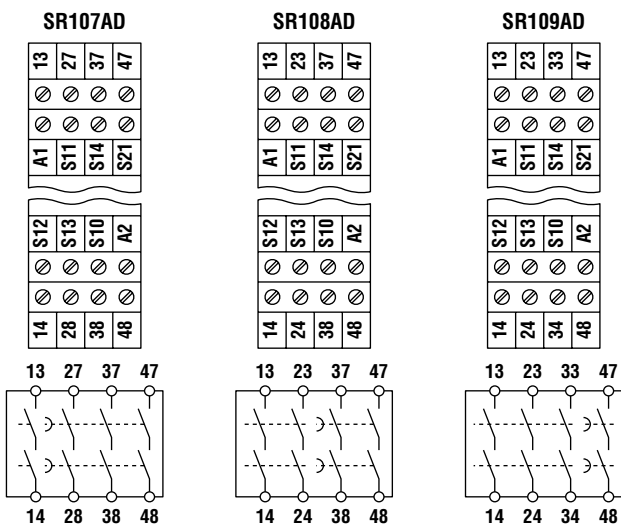 SR107AD SR108AD SR109AD
13 27 37 47 13 23 37 47 13 23 33 47
A1 S11 S14 S21 A1 S11 S14 S21 A1 S11 S14 S21
S12 S13 S10 A2 S12 S13 S10 A2 S12 S13 S10 A2
14 28 38 48 14 24 38 48 14 24 34 48
13 27 37 47 13 23 37 47 13 23 33 47
14 28 38 48 14 24 38 48 14 24 34 48